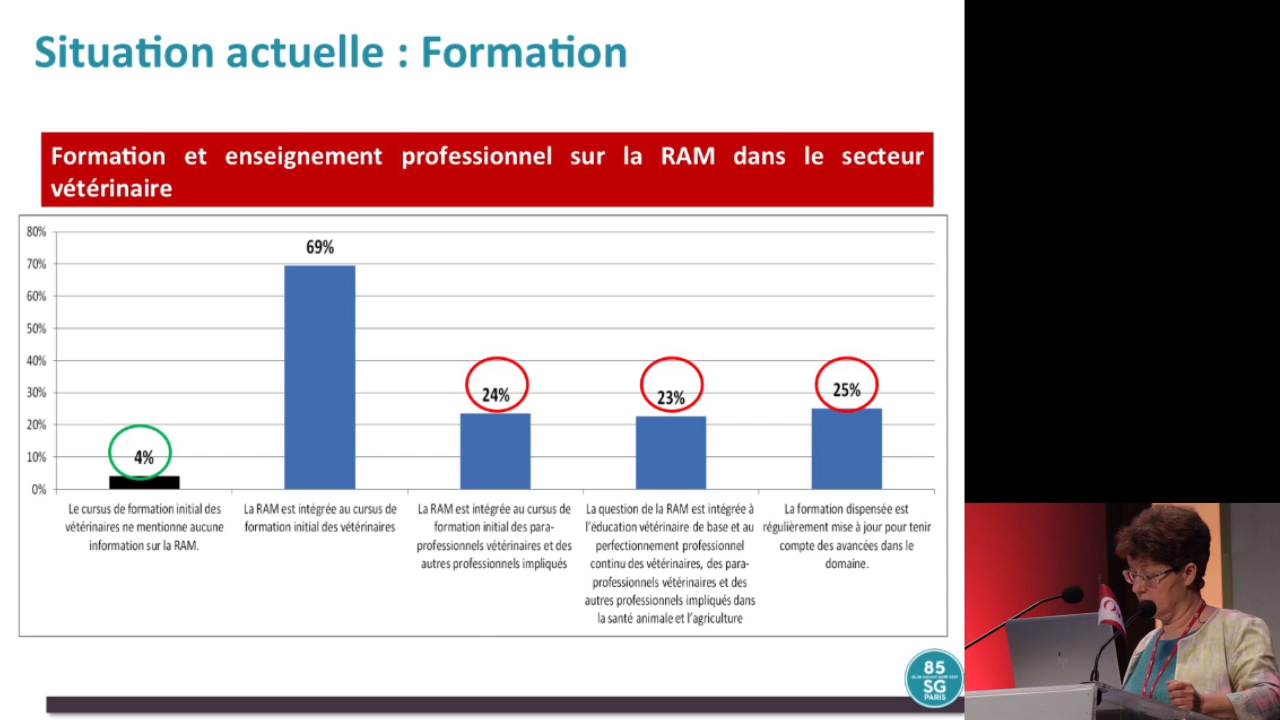 Situation actuelle : Formation
Formation et enseignement professionnel sur la RAM dans le secteur
vétérinaire
80%
70%
60%
50%
40%
30%
20%
10%
0%
4%
69%
24%
23%
25%
Le cursus de formation initial des
vétérinaires ne mentionne aucune
information sur la RAM.
La RAM est intégrée au cursus de
formation initial des vétérinaires
La RAM est intégrée au cursus de
formation initial des para-
professionnels vétérinaires et des
autres professionnels impliqués
La question de la RAM est intégrée à
l'éducation vétérinaire de base et au
perfectionnement professionnel
continu des vétérinaires, des para-
professionnels vétérinaires et des
autres professionnels impliqués dans
la santé animale et l'agriculture
La formation dispensée est
régulièrement mise à jour pour tenir
compte des avancées dans le
domaine.
85
SG
PARIS